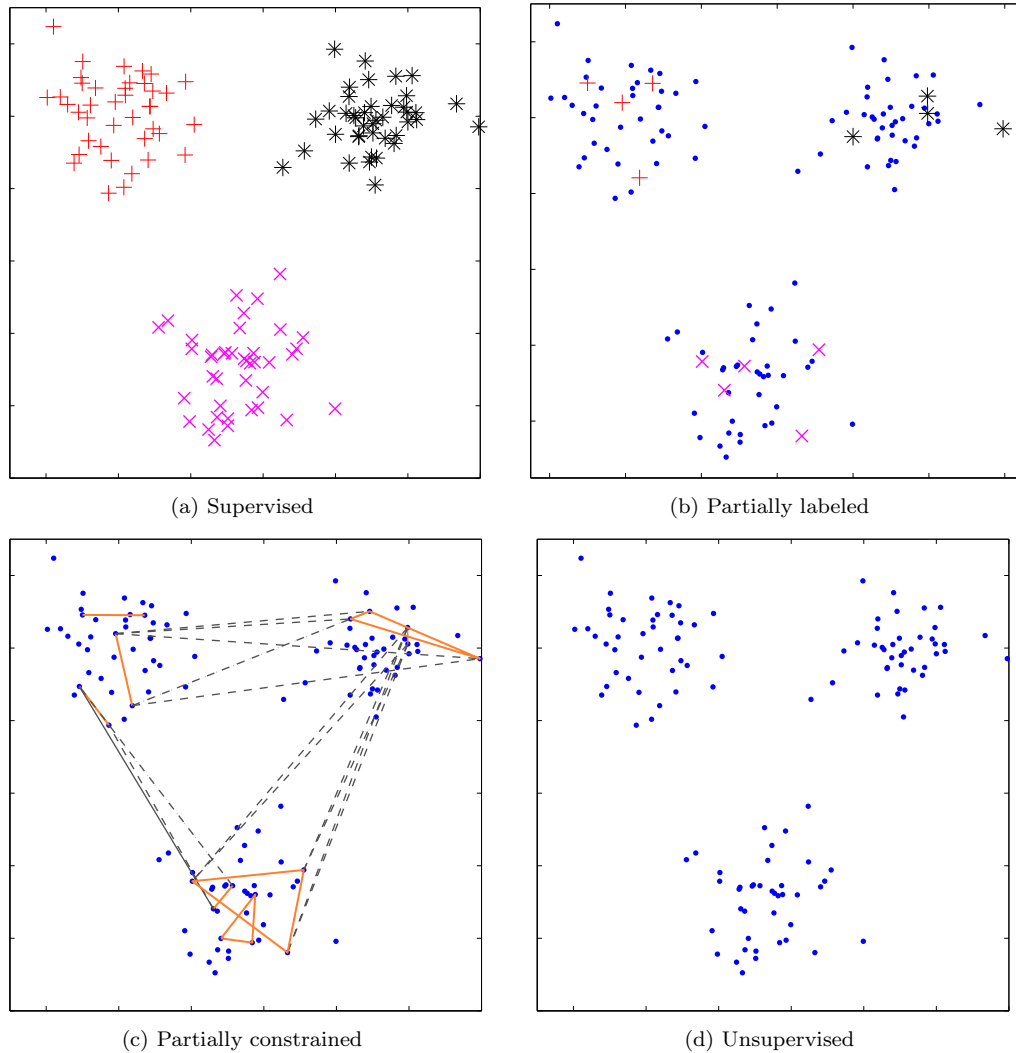 (a) Supervised
(b) Partially labeled
(c) Partially constrained
(d) Unsupervised